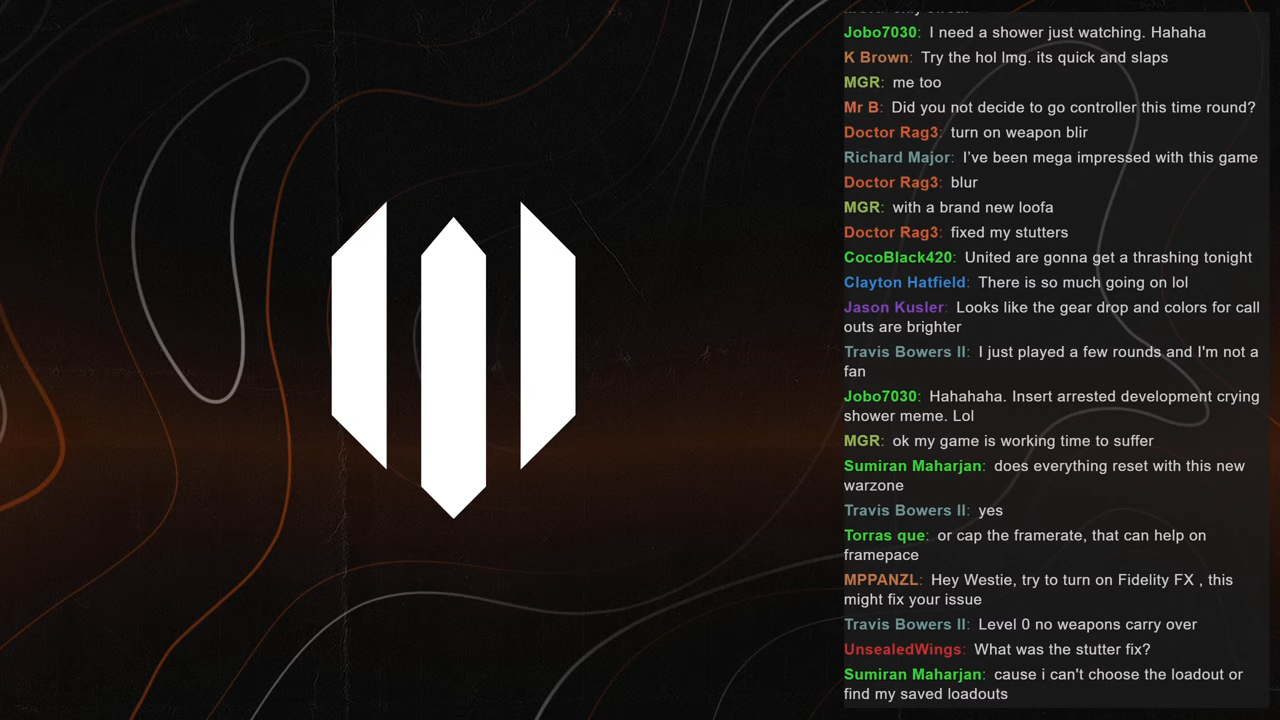 Jobo7030: I need a shower just watching. Hahaha
K Brown: Try the hol lmg. its quick and slaps
MGR: me too
Mr B: Did you not decide to go controller this time round?
Doctor Rag3: turn on weapon blir
Richard Major: I’ve been mega impressed with this game
Doctor Rag3: blur
MGR: with a brand new loofa
Doctor Rag3: fixed my stutters
CocoBlack420: United are gonna get a thrashing tonight
Clayton Hatfield: There is so much going on lol
Jason Kusler: Looks like the gear drop and colors for call
outs are brighter
Travis Bowers II: I just played a few rounds and I'm not a
fan
Jobo7030: Hahahaha. Insert arrested development crying
shower meme. Lol
MGR: ok my game is working time to suffer
Sumiran Maharjan: does everything reset with this new
warzone
Travis Bowers II: yes
Torras que: or cap the framerate, that can help on
framepace
MPPANZL: Hey Westie, try to turn on Fidelity FX , this
might fix your issue
Travis Bowers II: Level 0 no weapons carry over
UnsealedWings: What was the stutter fix?
Sumiran Maharjan: cause i can't choose the loadout or
find my saved loadouts